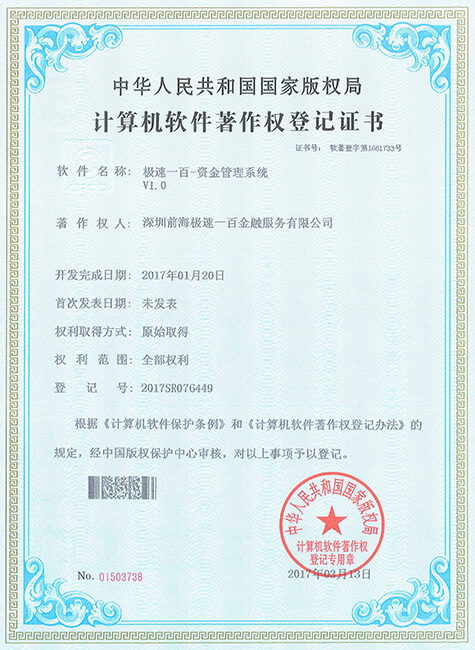 中华人民共和国国家版权局
计算机软件著作权登记证书
证书号: 软著登字第1661733号
软件名称: 极速一百-资金管理系统
V1.0
著作权人: 深圳前海极速一百金融服务有限公司
开发完成日期: 2017年01月20日
首次发表日期: 未发表
权利取得方式: 原始取得
权利范围: 全部权利
登记号: 2017SR076449
根据《计算机软件保护条例》和《计算机软件著作权登记办法》的
规定，经中国版权保护中心审核，对以上事项予以登记。
中华人民共和国国家版权局
计算机软件著作权
登记专用章
No. 01503738
2017年03月13日